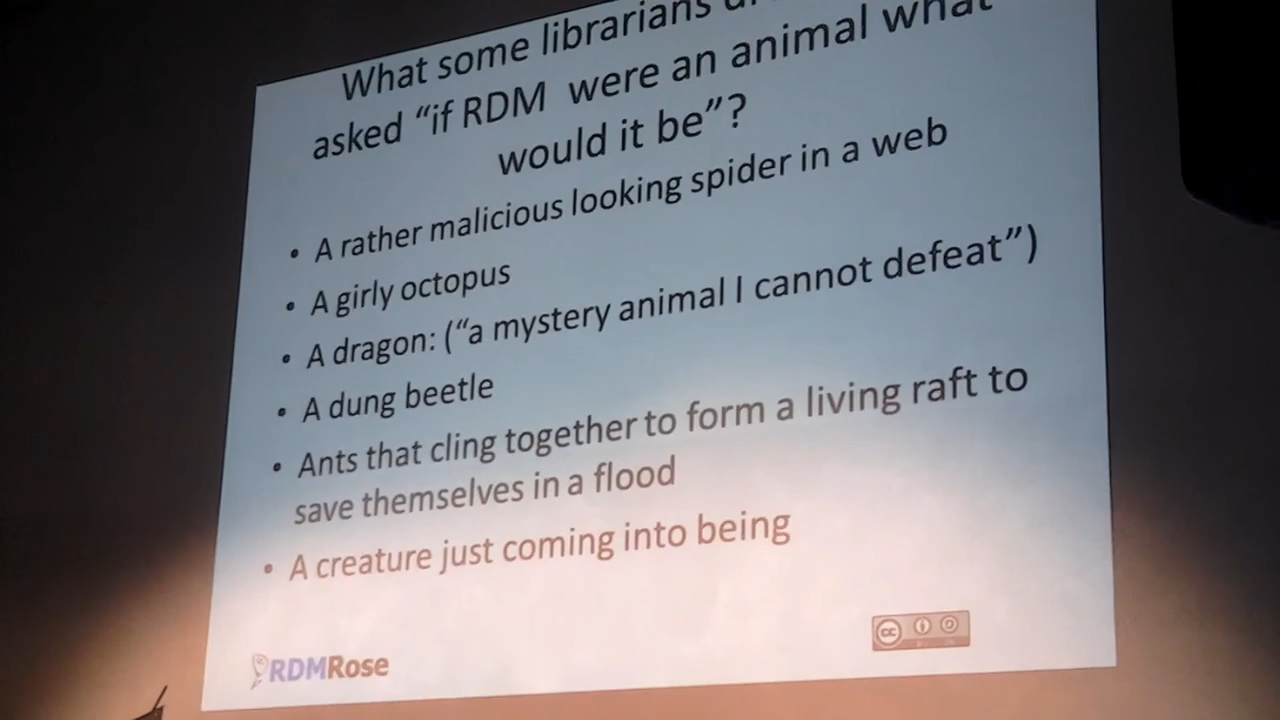 What some librarians
asked “if RDM were an animal what
would it be”?
• A rather malicious looking spider in a web
• A girly octopus
• A dragon: (“a mystery animal I cannot defeat”)
• A dung beetle
• Ants that cling together to form a living raft to
save themselves in a flood
• A creature just coming into being
RDMRose
cc